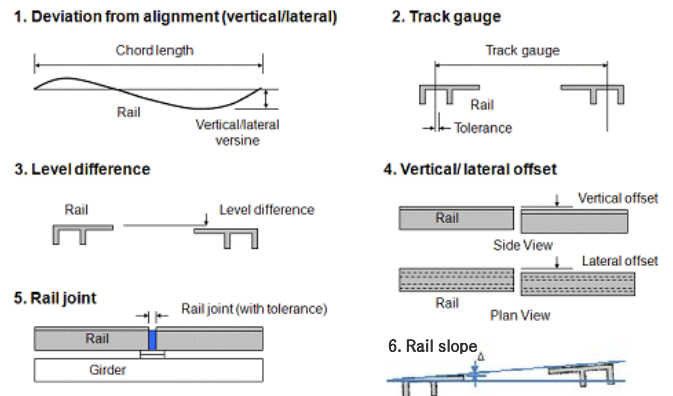 1. Deviation from alignment (vertical/lateral)
Chord length
Rail
Vertical/lateral
versine
2. Track gauge
Track gauge
Rail
Tolerance
3. Level difference
Rail
Level difference
4. Vertical/ lateral offset
Vertical offset
Rail
Side View
Lateral offset
Rail
Plan View
5. Rail joint
Rail joint (with tolerance)
Rail
Girder
6. Rail slope
Δ